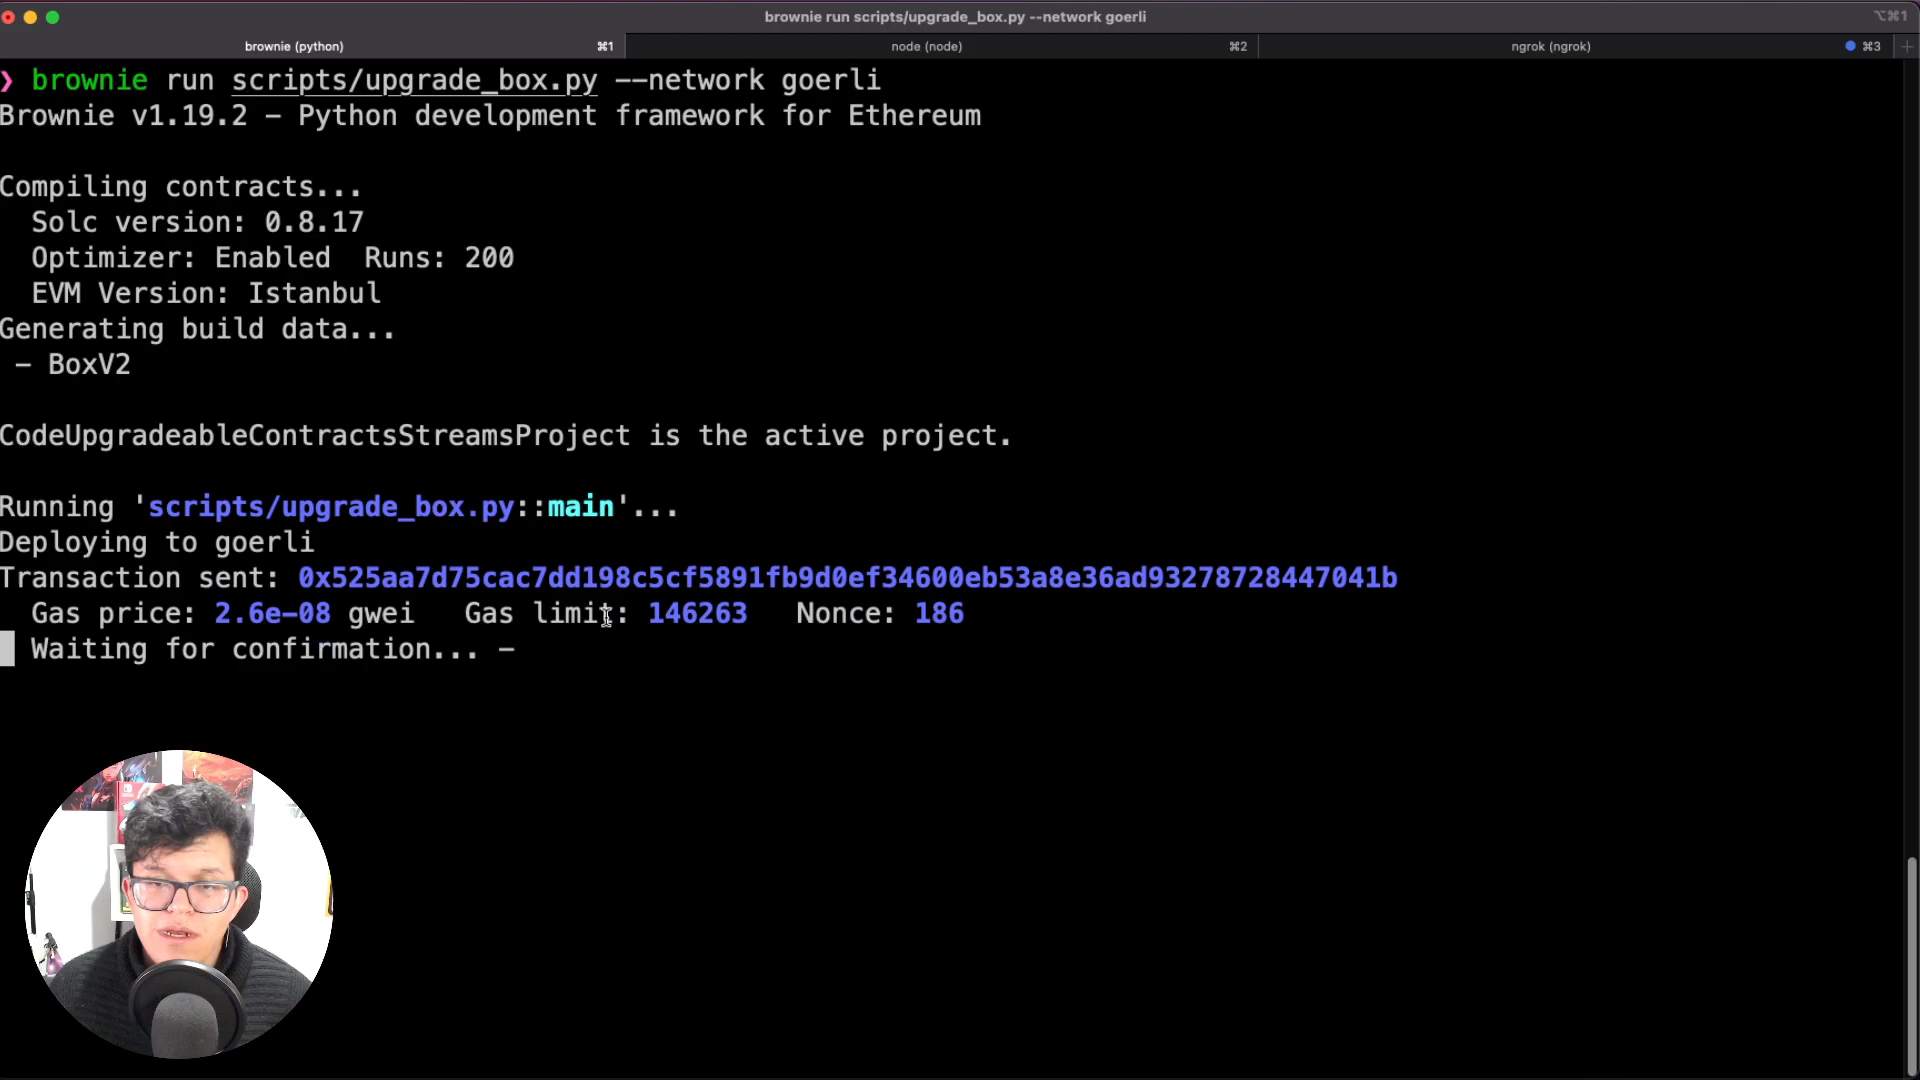 brownie run scripts/upgrade_box.py --network goerli
⌥⌘1
brownie (python) ⌘1 node (node) ⌘2 ngrok (ngrok) ⌘3
❯ brownie run scripts/upgrade_box.py --network goerli
Brownie v1.19.2 - Python development framework for Ethereum
Compiling contracts...
Solc version: 0.8.17
Optimizer: Enabled Runs: 200
EVM Version: Istanbul
Generating build data...
- BoxV2
CodeUpgradeableContractsStreamsProject is the active project.
Running 'scripts/upgrade_box.py::main'...
Deploying to goerli
Transaction sent: 0x525aa7d75cac7dd198c5cf5891fb9d0ef34600eb53a8e36ad93278728447041b
Gas price: 2.6e-08 gwei Gas limit: 146263 Nonce: 186
Waiting for confirmation... -